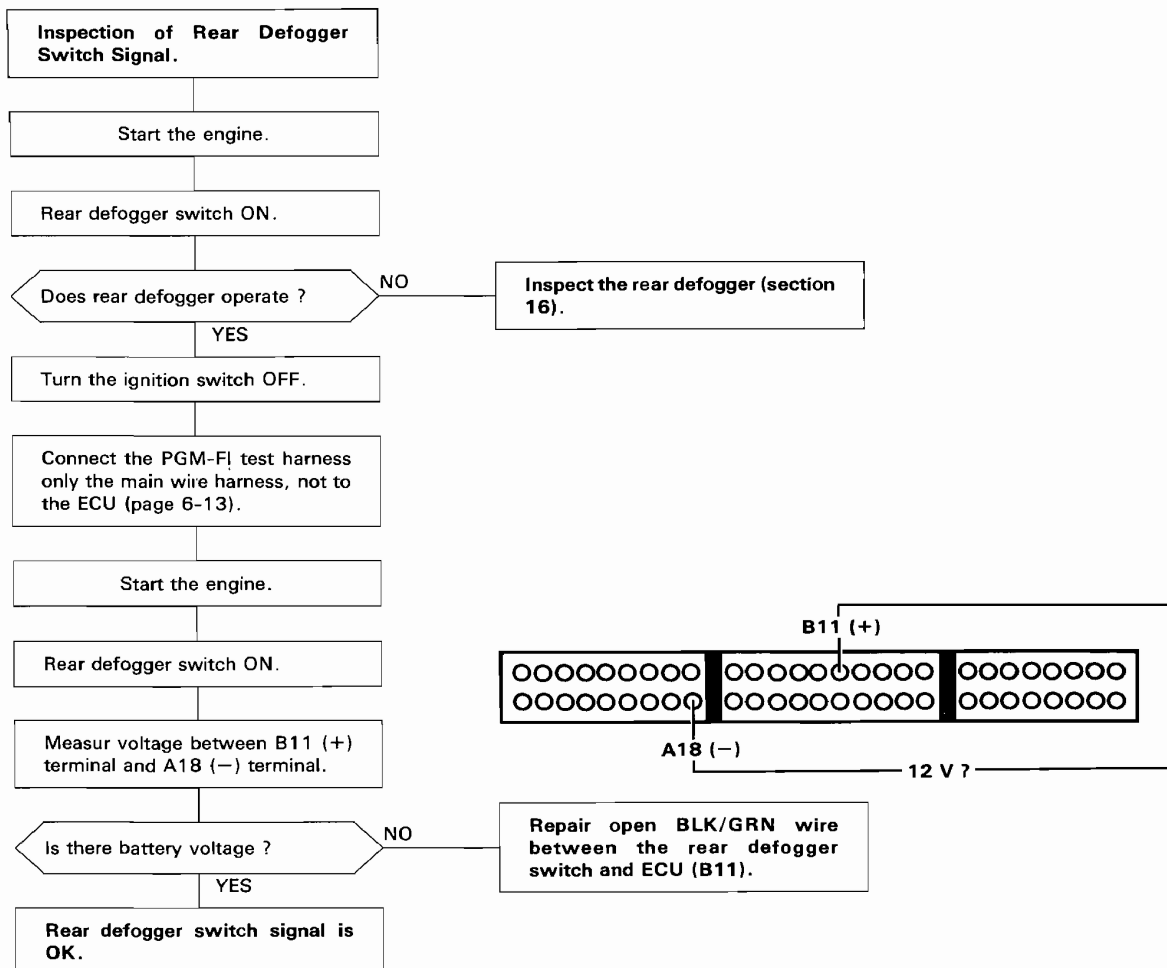 Inspection of Rear Defogger
Switch Signal.
Start the engine.
Rear defogger switch ON.
Does rear defogger operate ?
NO
Inspect the rear defogger (section
16).
YES
Turn the ignition switch OFF.
Connect the PGM-FI test harness
only the main wire harness, not to
the ECU (page 6-13).
Start the engine.
Rear defogger switch ON.
B11 (+)
Measur voltage between B11 (+)
terminal and A18 (−) terminal.
A18 (−)
12 V ?
Is there battery voltage ?
NO
Repair open BLK/GRN wire
between the rear defogger
switch and ECU (B11).
YES
Rear defogger switch signal is
OK.